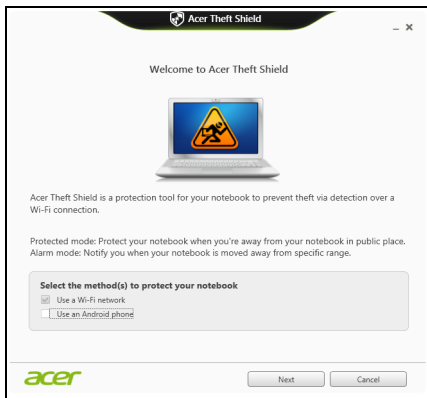 Acer Theft Shield
Welcome to Acer Theft Shield
Acer Theft Shield is a protection tool for your notebook to prevent theft via detection over a
Wi-Fi connection.
Protected mode: Protect your notebook when you're away from your notebook in public place.
Alarm mode: Notify you when your notebook is moved away from specific range.
Select the method(s) to protect your notebook
Use a Wi-Fi network
Use an Android phone
acer
Next
Cancel